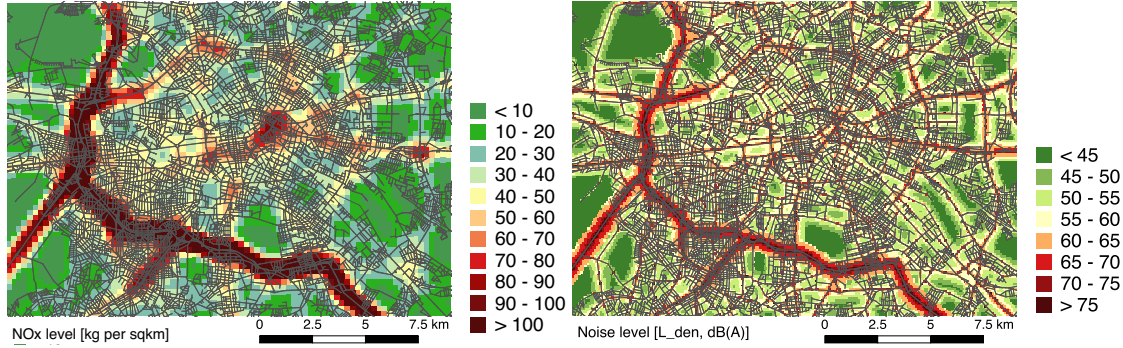 < 10
10 - 20
20 - 30
30 - 40
40 - 50
50 - 60
60 - 70
70 - 80
80 - 90
90 - 100
> 100
NOx level [kg per sqkm]
0 2.5 5 7.5 km
< 45
45 - 50
50 - 55
55 - 60
60 - 65
65 - 70
70 - 75
> 75
Noise level [L_den, dB(A)]
0 2.5 5 7.5 km